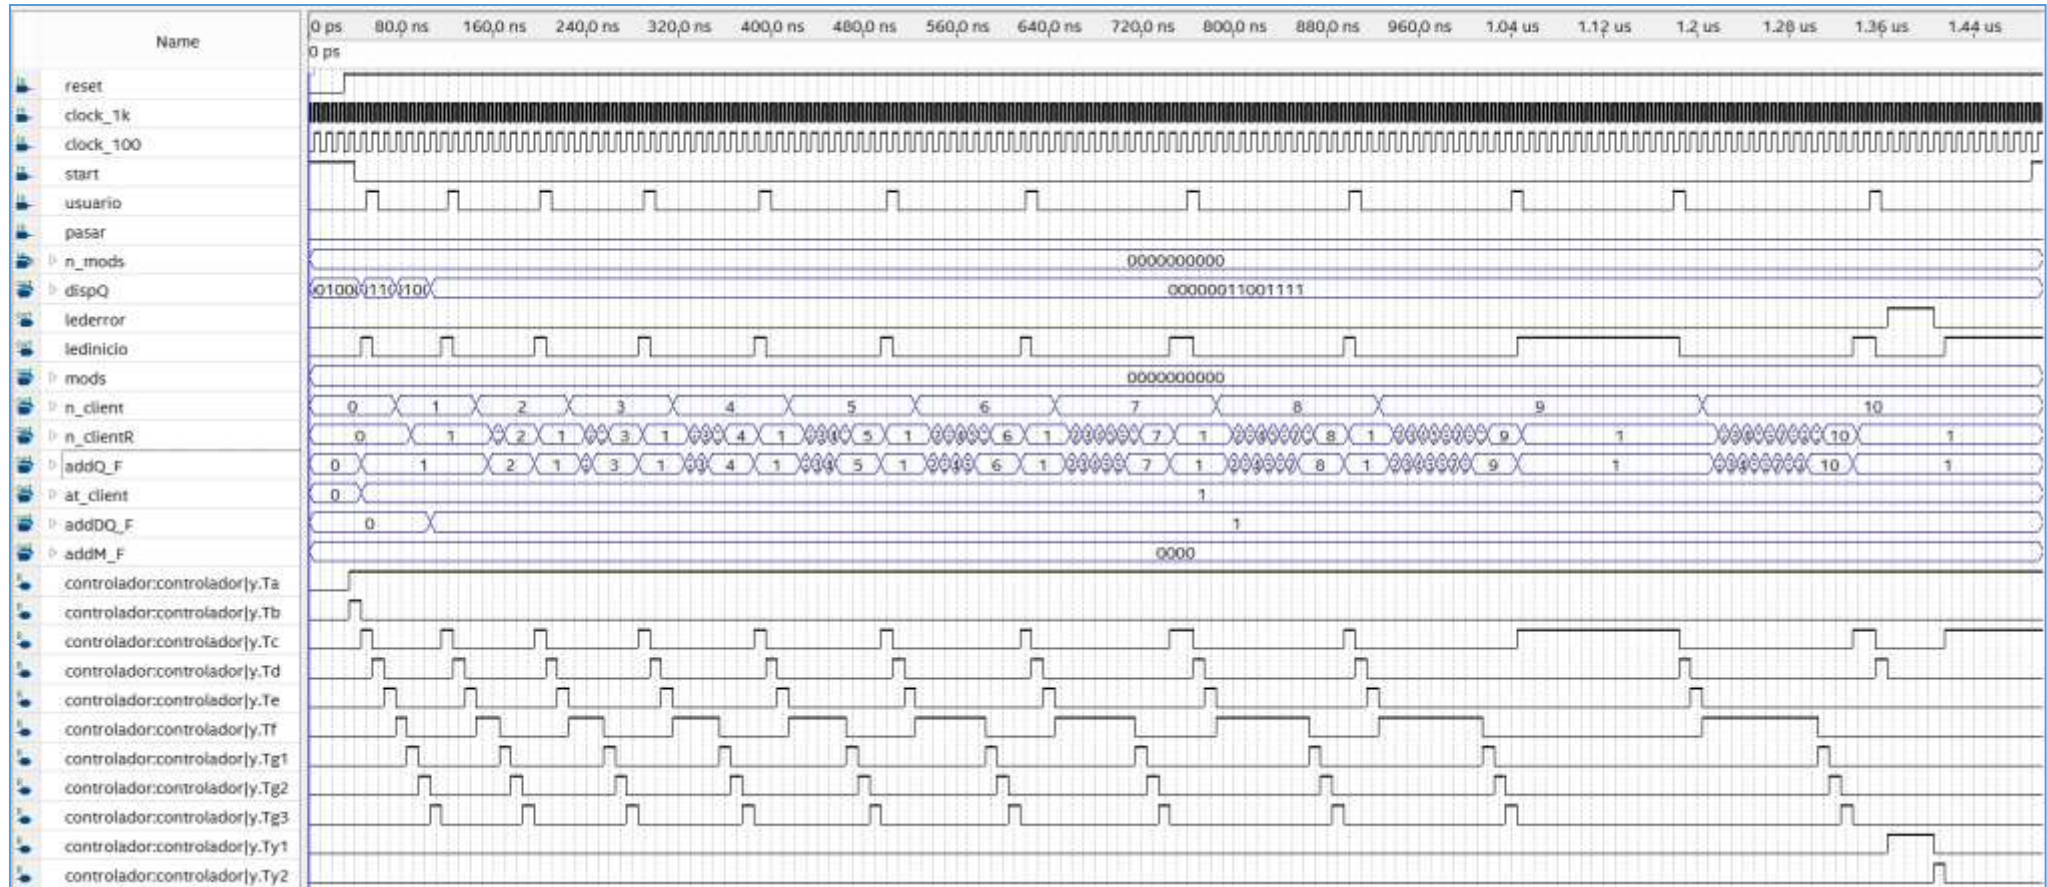 Name 0 ps 80,0 ns 160,0 ns 240,0 ns 320,0 ns 400,0 ns 480,0 ns 560,0 ns 640,0 ns 720,0 ns 800,0 ns 880,0 ns 960,0 ns 1.04 us 1.12 us 1.2 us 1.28 us 1.36 us 1.44 us
0 ps
reset
clock_1k
clock_100
start
usuario
pasar
n_mods 0000000000
dispQ 00000011001111
lederror
ledinicio
mods 0000000000
n_client 0 1 2 3 4 5 6 7 8 9 10
n_clientR 0 1 2 1 3 1 4 1 5 1 6 1 7 1 8 1 9 1 10 1
addQ_F 0 1 2 1 3 1 4 1 5 1 6 1 7 1 8 1 9 1 10 1
at_client 0 1
addDQ_F 0 1
addM_F 0000
controlador:controlador|y.Ta
controlador:controlador|y.Tb
controlador:controlador|y.Tc
controlador:controlador|y.Td
controlador:controlador|y.Te
controlador:controlador|y.Tf
controlador:controlador|y.Tg1
controlador:controlador|y.Tg2
controlador:controlador|y.Tg3
controlador:controlador|y.Ty1
controlador:controlador|y.Ty2